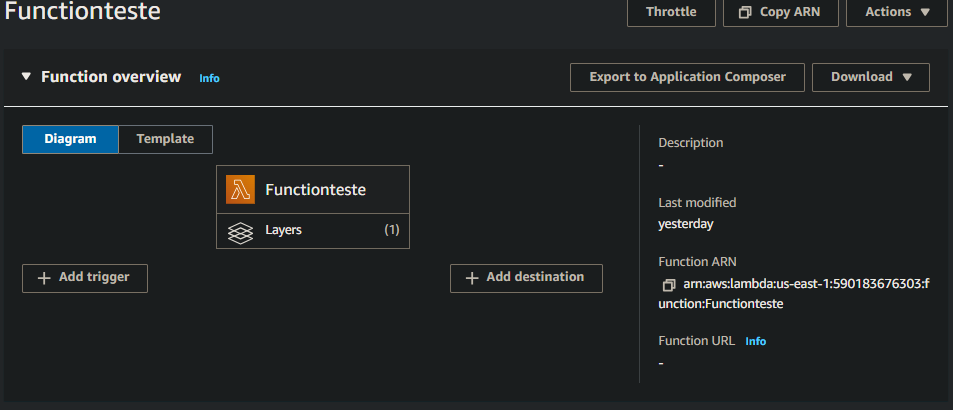 Functionteste
Throttle
Copy ARN
Actions
Function overview
Info
Export to Application Composer
Download
Diagram
Template
Functionteste
Layers
(1)
Add trigger
Add destination
Description
-
Last modified
yesterday
Function ARN
arn:aws:lambda:us-east-1:590183676303:f
unction:Functionteste
Function URL
Info
-